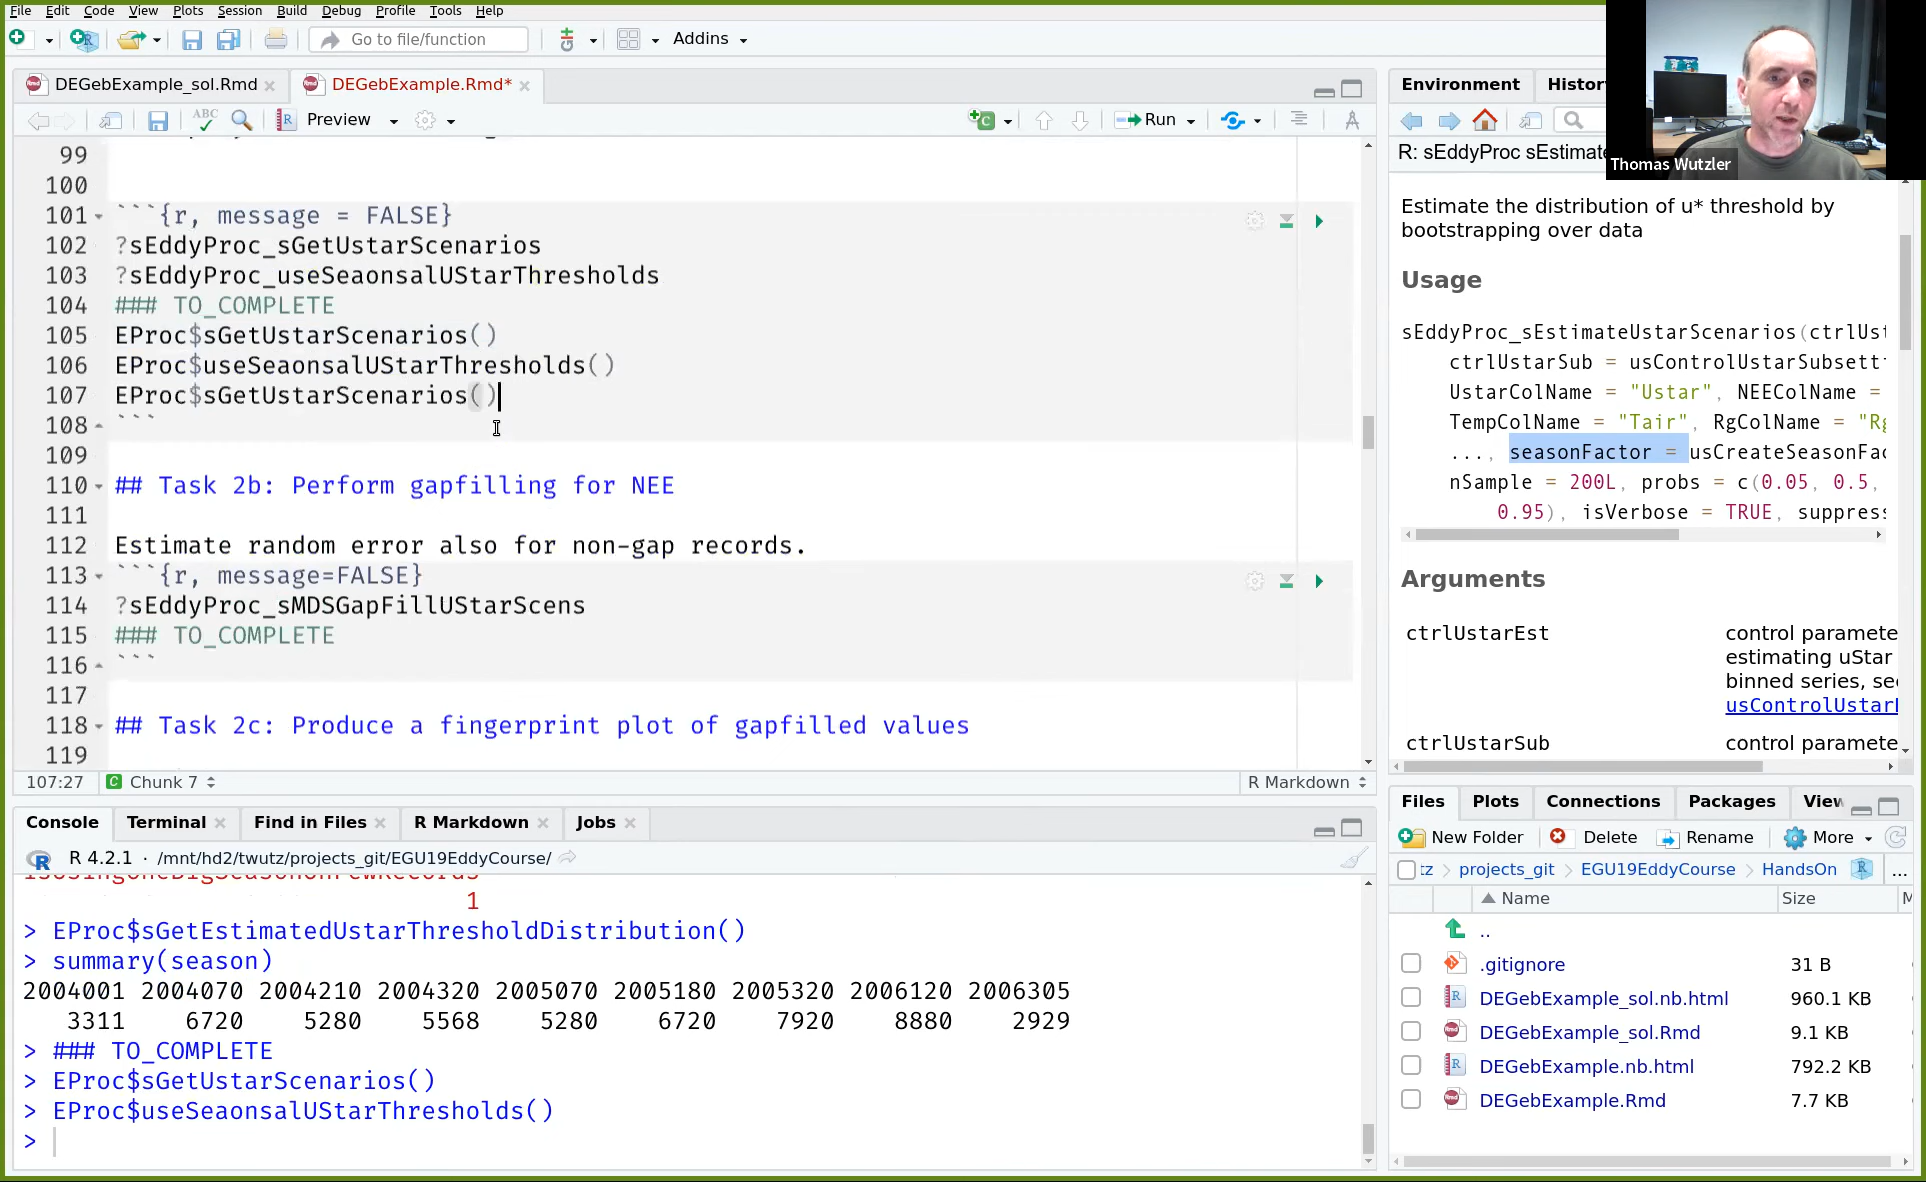 File Edit Code View Plots Session Build Debug Profile Tools Help
Go to file/function Addins
DEGebExample_sol.Rmd DEGebExample.Rmd*
ABC Preview Run
99
100
101 ```{r, message = FALSE}
102 ?sEddyProc_sGetUstarScenarios
103 ?sEddyProc_useSeaonsalUStarThresholds
104 ### TO_COMPLETE
105 EProc$sGetUstarScenarios()
106 EProc$useSeaonsalUStarThresholds()
107 EProc$sGetUstarScenarios()
108 ```
109
110 ## Task 2b: Perform gapfilling for NEE
111
112 Estimate random error also for non-gap records.
113 ```{r, message=FALSE}
114 ?sEddyProc_sMDSGapFillUStarScens
115 ### TO_COMPLETE
116 ```
117
118 ## Task 2c: Produce a fingerprint plot of gapfilled values
119
107:27 Chunk 7 R Markdown
Console Terminal Find in Files R Markdown Jobs
R 4.2.1 · /mnt/hd2/twutz/projects_git/EGU19EddyCourse/
1
> EProc$sGetEstimatedUstarThresholdDistribution()
> summary(season)
2004001 2004070 2004210 2004320 2005070 2005180 2005320 2006120 2006305
3311 6720 5280 5568 5280 6720 7920 8880 2929
> ### TO_COMPLETE
> EProc$sGetUstarScenarios()
> EProc$useSeaonsalUStarThresholds()
>
Environment Histor
R: sEddyProc sEstimate
Thomas Wutzler
Estimate the distribution of u* threshold by
bootstrapping over data
Usage
sEddyProc_sEstimateUstarScenarios(ctrlUst
ctrlUstarSub = usControlUstarSubsett
UstarColName = "Ustar", NEEColName =
TempColName = "Tair", RgColName = "Rg
..., seasonFactor = usCreateSeasonFac
nSample = 200L, probs = c(0.05, 0.5,
0.95), isVerbose = TRUE, suppress
Arguments
ctrlUstarEst control paramete
estimating uStar
binned series, see
usControlUstarE
ctrlUstarSub control paramete
Files Plots Connections Packages View
New Folder Delete Rename More
tz projects_git EGU19EddyCourse HandsOn ...
Name Size M
..
.gitignore 31 B
DEGebExample_sol.nb.html 960.1 KB
DEGebExample_sol.Rmd 9.1 KB
DEGebExample.nb.html 792.2 KB
DEGebExample.Rmd 7.7 KB